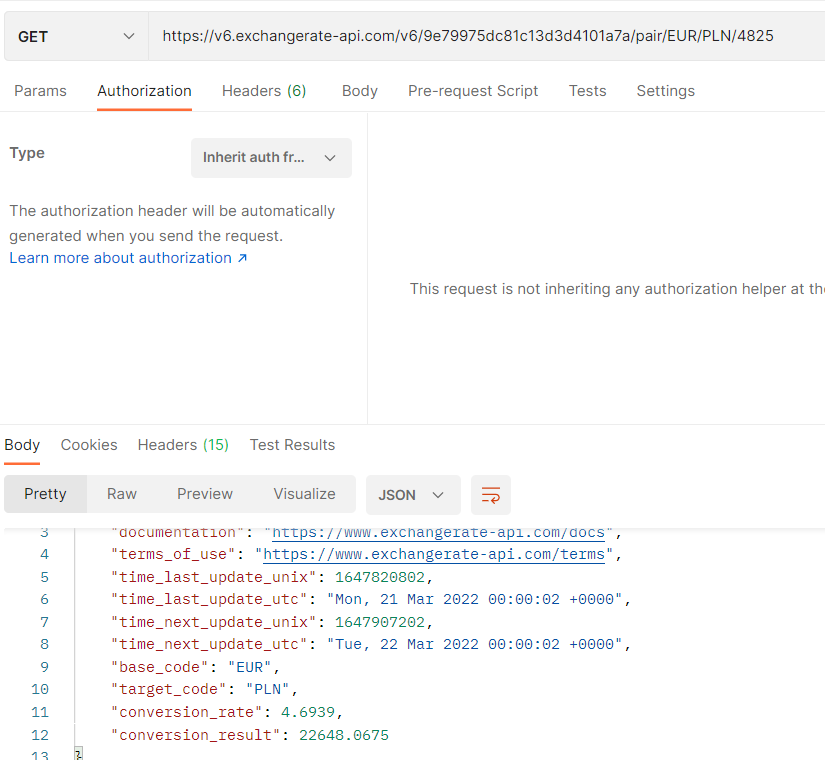 GET https://v6.exchangerate-api.com/v6/9e79975dc81c13d3d4101a7a/pair/EUR/PLN/4825
Params Authorization Headers (6) Body Pre-request Script Tests Settings
Type Inherit auth fr...
The authorization header will be automatically
generated when you send the request.
Learn more about authorization ↗
This request is not inheriting any authorization helper at the
Body Cookies Headers (15) Test Results
Pretty Raw Preview Visualize JSON
3 "documentation": "https://www.exchangerate-api.com/docs",
4 "terms_of_use": "https://www.exchangerate-api.com/terms",
5 "time_last_update_unix": 1647820802,
6 "time_last_update_utc": "Mon, 21 Mar 2022 00:00:02 +0000",
7 "time_next_update_unix": 1647907202,
8 "time_next_update_utc": "Tue, 22 Mar 2022 00:00:02 +0000",
9 "base_code": "EUR",
10 "target_code": "PLN",
11 "conversion_rate": 4.6939,
12 "conversion_result": 22648.0675
13 }